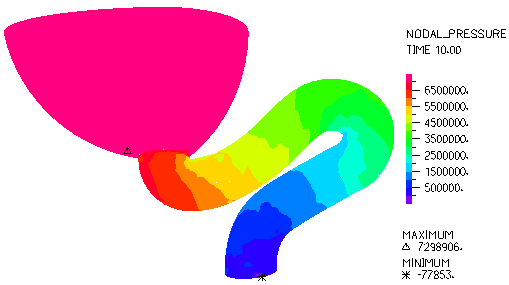 NODAL_PRESSURE
TIME 10.00
6500000.
5500000.
4500000.
3500000.
2500000.
1500000.
500000.
MAXIMUM
△ 7298906.
MINIMUM
* -77853.